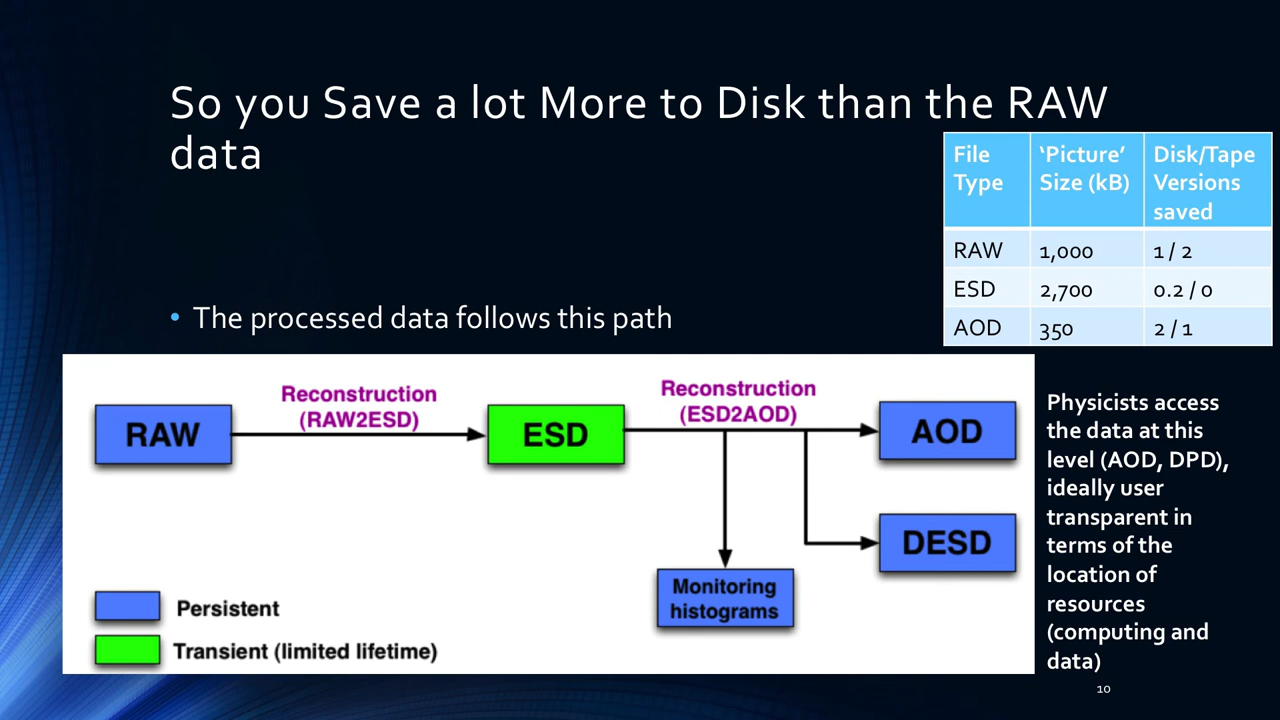 So you Save a lot More to Disk than the RAW
data
File
Type
‘Picture’
Size (kB)
Disk/Tape
Versions
saved
RAW 1,000 1 / 2
ESD 2,700 0.2 / 0
AOD 350 2 / 1
• The processed data follows this path
Reconstruction
(RAW2ESD)
Reconstruction
(ESD2AOD)
RAW
ESD
AOD
DESD
Monitoring
histograms
Persistent
Transient (limited lifetime)
Physicists access
the data at this
level (AOD, DPD),
ideally user
transparent in
terms of the
location of
resources
(computing and
data)
10